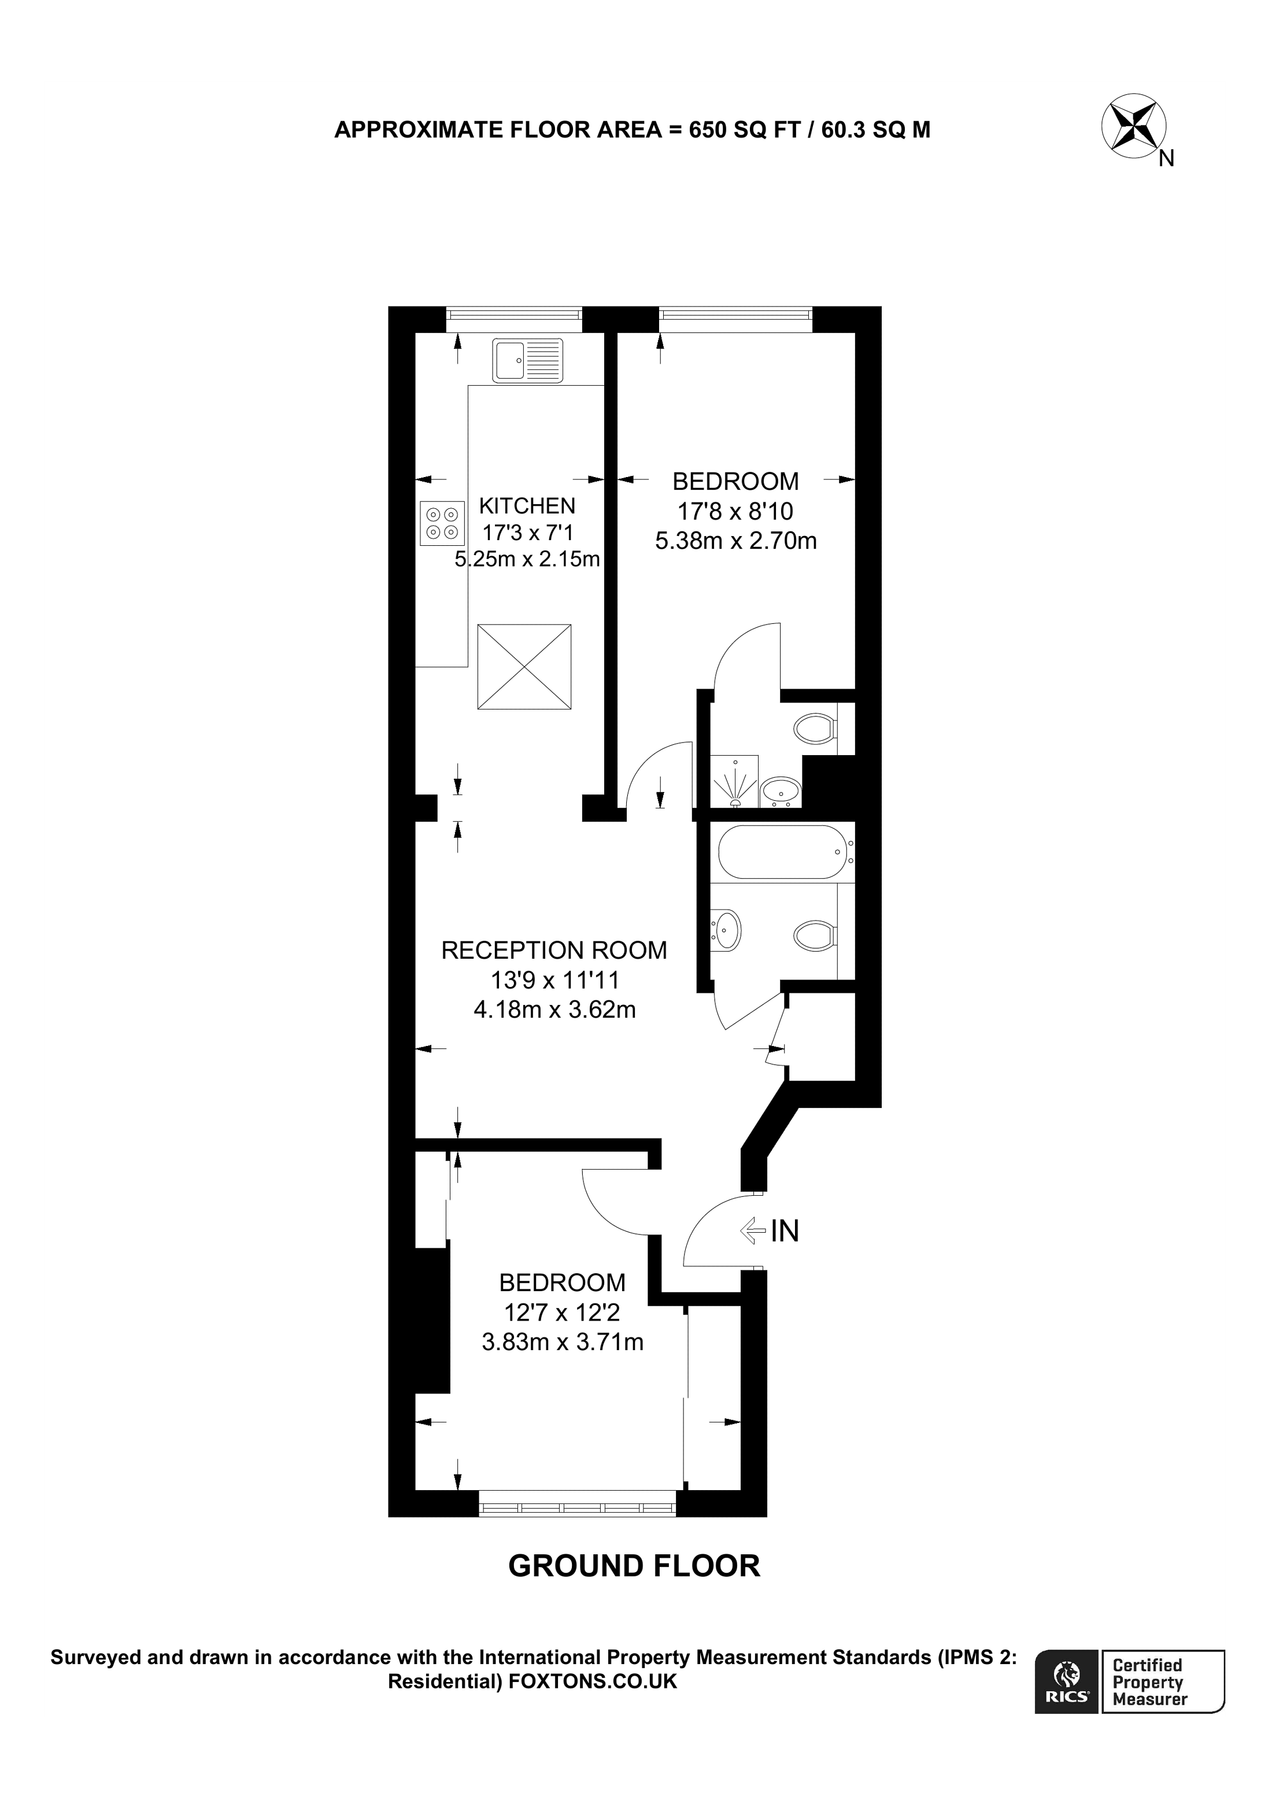 APPROXIMATE FLOOR AREA = 650 SQ FT / 60.3 SQ M
N
KITCHEN
17'3 x 7'1
5.25m x 2.15m
BEDROOM
17'8 x 8'10
5.38m x 2.70m
RECEPTION ROOM
13'9 x 11'11
4.18m x 3.62m
IN
BEDROOM
12'7 x 12'2
3.83m x 3.71m
GROUND FLOOR
Surveyed and drawn in accordance with the International Property Measurement Standards (IPMS 2:
Residential) FOXTONS.CO.UK
RICS
Certified
Property
Measurer